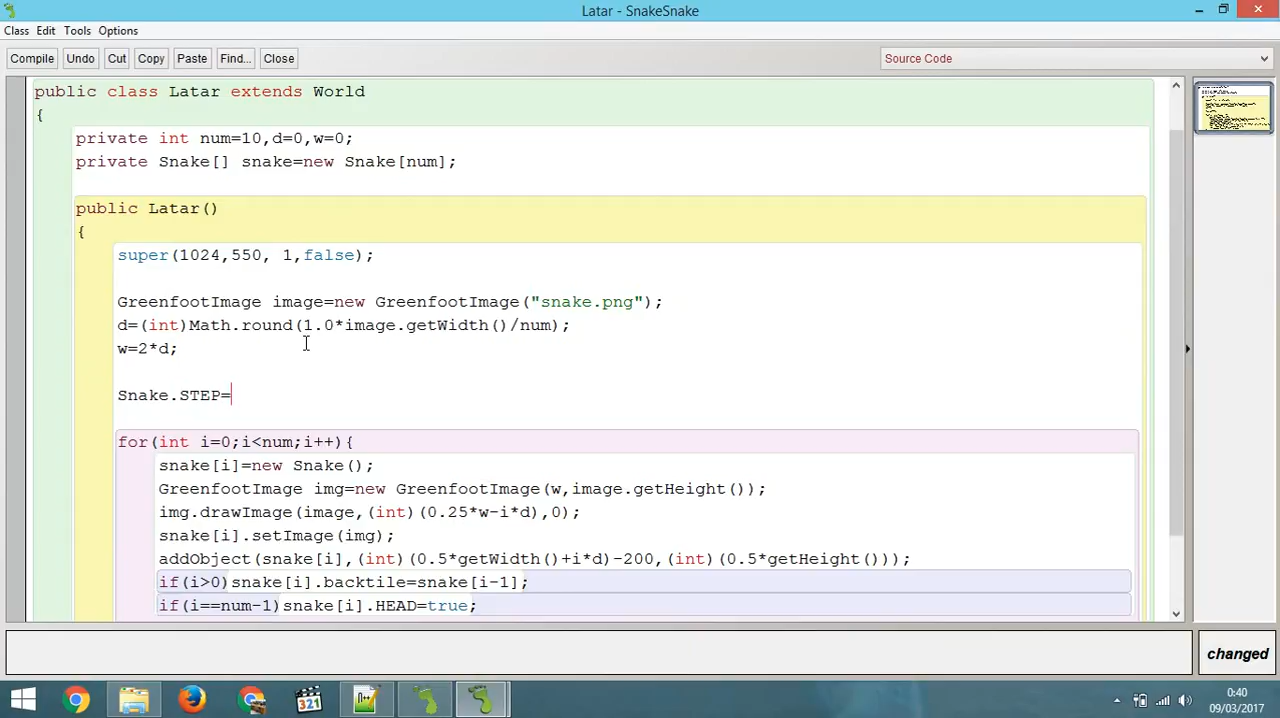 Latar - SnakeSnake
Class Edit Tools Options
Compile Undo Cut Copy Paste Find... Close Source Code
public class Latar extends World
{
private int num=10,d=0,w=0;
private Snake[] snake=new Snake[num];
public Latar()
{
super(1024,550, 1,false);
GreenfootImage image=new GreenfootImage("snake.png");
d=(int)Math.round(1.0*image.getWidth()/num);
w=2*d;
Snake.STEP=
for(int i=0;i<num;i++){
snake[i]=new Snake();
GreenfootImage img=new GreenfootImage(w,image.getHeight());
img.drawImage(image,(int)(0.25*w-i*d),0);
snake[i].setImage(img);
addObject(snake[i],(int)(0.5*getWidth()+i*d)-200,(int)(0.5*getHeight()));
if(i>0)snake[i].backtile=snake[i-1];
if(i==num-1)snake[i].HEAD=true;
changed
321
0:40
09/03/2017